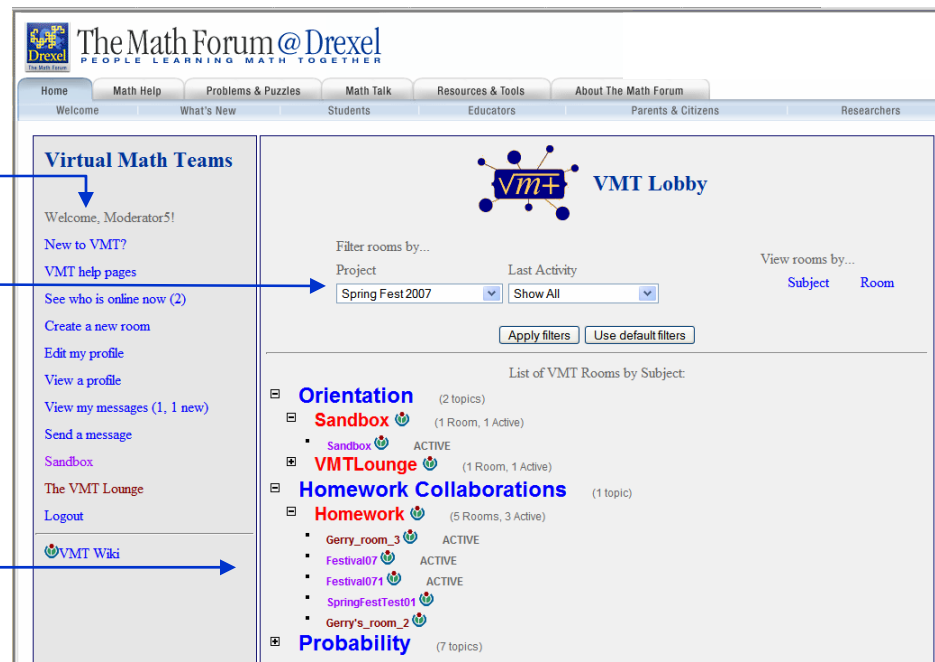 The Math Forum @ Drexel
PEOPLE LEARNING MATH TOGETHER
Drexel
The Math Forum
Home Math Help Problems & Puzzles Math Talk Resources & Tools About The Math Forum
Welcome What's New Students Educators Parents & Citizens Researchers
Virtual Math Teams
Welcome, Moderator5!
New to VMT?
VMT help pages
See who is online now (2)
Create a new room
Edit my profile
View a profile
View my messages (1, 1 new)
Send a message
Sandbox
The VMT Lounge
Logout
VMT Wiki
√m+
VMT Lobby
Filter rooms by...
Project Last Activity
Spring Fest 2007 Show All
View rooms by...
Subject Room
Apply filters Use default filters
List of VMT Rooms by Subject:
Orientation (2 topics)
Sandbox (1 Room, 1 Active)
Sandbox ACTIVE
VMTLounge (1 Room, 1 Active)
Homework Collaborations (1 topic)
Homework (5 Rooms, 3 Active)
Gerry_room_3 ACTIVE
Festival07 ACTIVE
Festival071 ACTIVE
SpringFestTest01
Gerry's_room_2
Probability (7 topics)